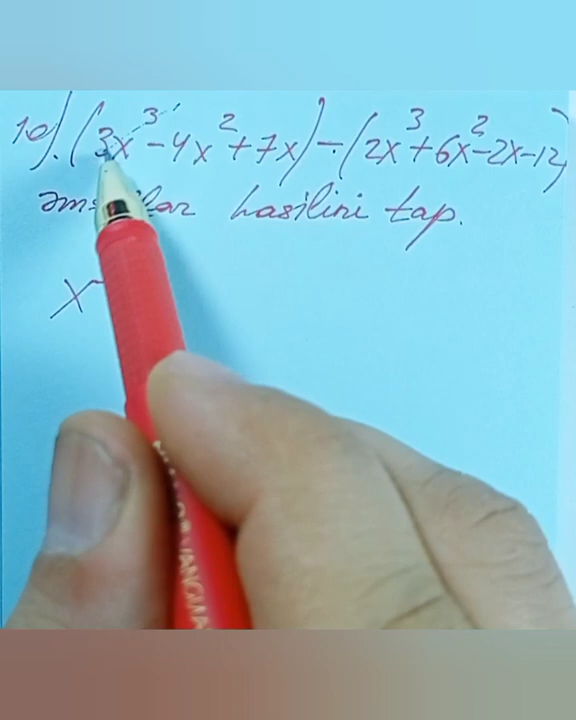 10). (3x³-4x²+7x)-(2x³+6x²-2x-12)
hasilini tap.
x